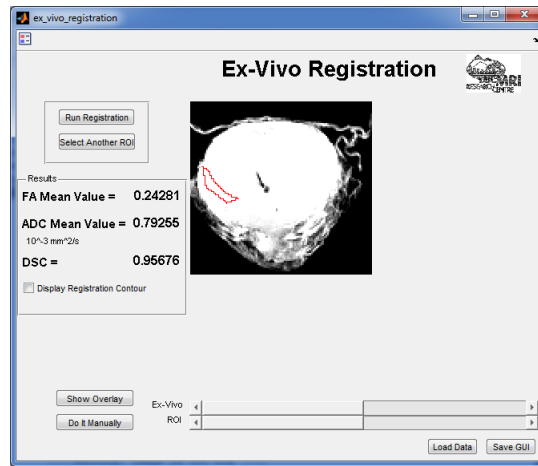 ex_vivo_registration
Ex-Vivo Registration
RESEARCH CENTRE
Run Registration
Select Another ROI
Results
FA Mean Value = 0.24281
ADC Mean Value = 0.79255
10^-3 mm^2/s
DSC = 0.95676
Display Registration Contour
Show Overlay
Ex-Vivo
Do It Manually
ROI
Load Data
Save GUI